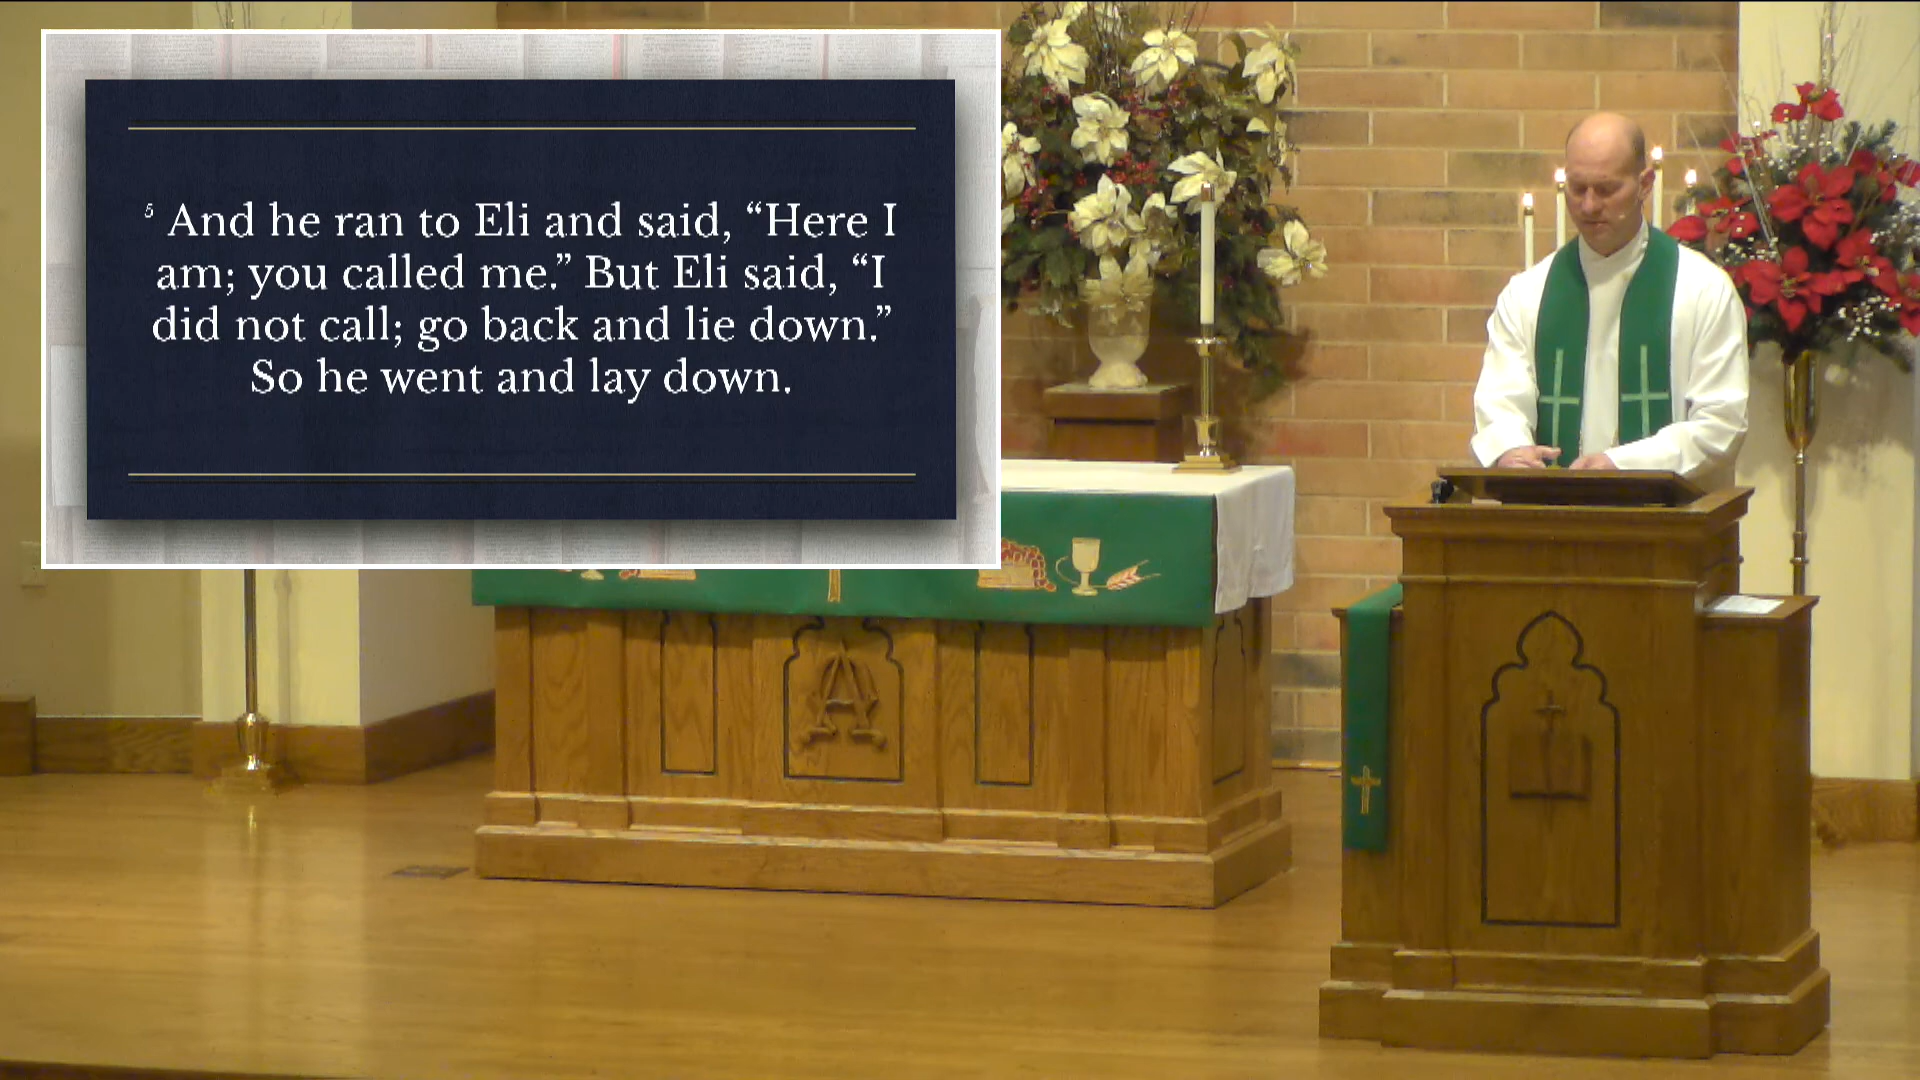 5 And he ran to Eli and said, “Here I
am; you called me.” But Eli said, “I
did not call; go back and lie down.”
So he went and lay down.
A